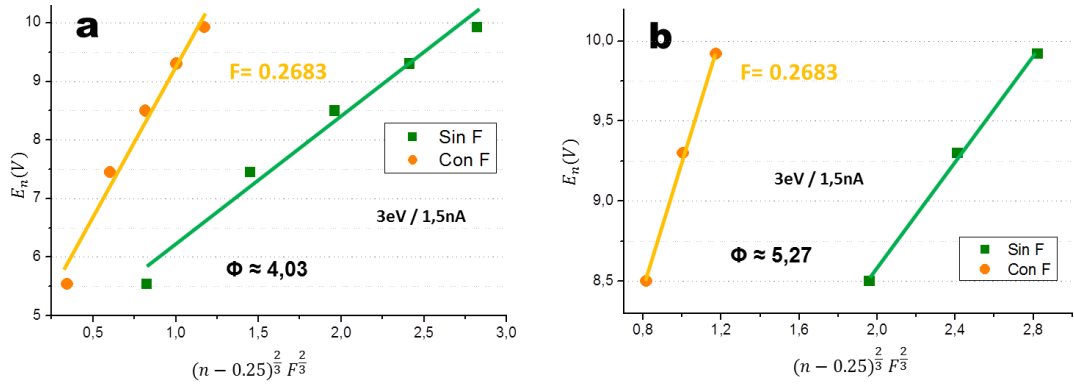 a
F= 0.2683
Sin F
Con F
3eV / 1,5nA
Φ ≈ 4,03
E_n(V)
10
9
8
7
6
5
0,5
1,0
1,5
2,0
2,5
3,0
(n − 0.25)^{2/3} F^{2/3}
b
F= 0.2683
3eV / 1,5nA
Φ ≈ 5,27
Sin F
Con F
E_n(V)
10,0
9,5
9,0
8,5
0,8
1,2
1,6
2,0
2,4
2,8
(n − 0.25)^{2/3} F^{2/3}